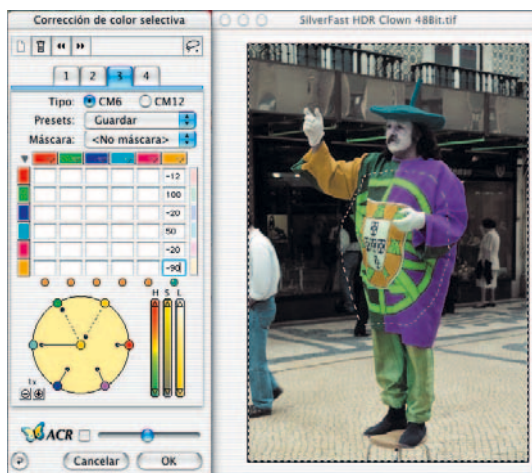 Corrección de color selectiva
1 2 3 4
Tipo: CM6 CM12
Presets: Guardar
Máscara: <No máscara>
-12
100
-20
50
-20
-90
H S L
1x
ACR
Cancelar OK
SilverFast HDR Clown 48Bit.tif